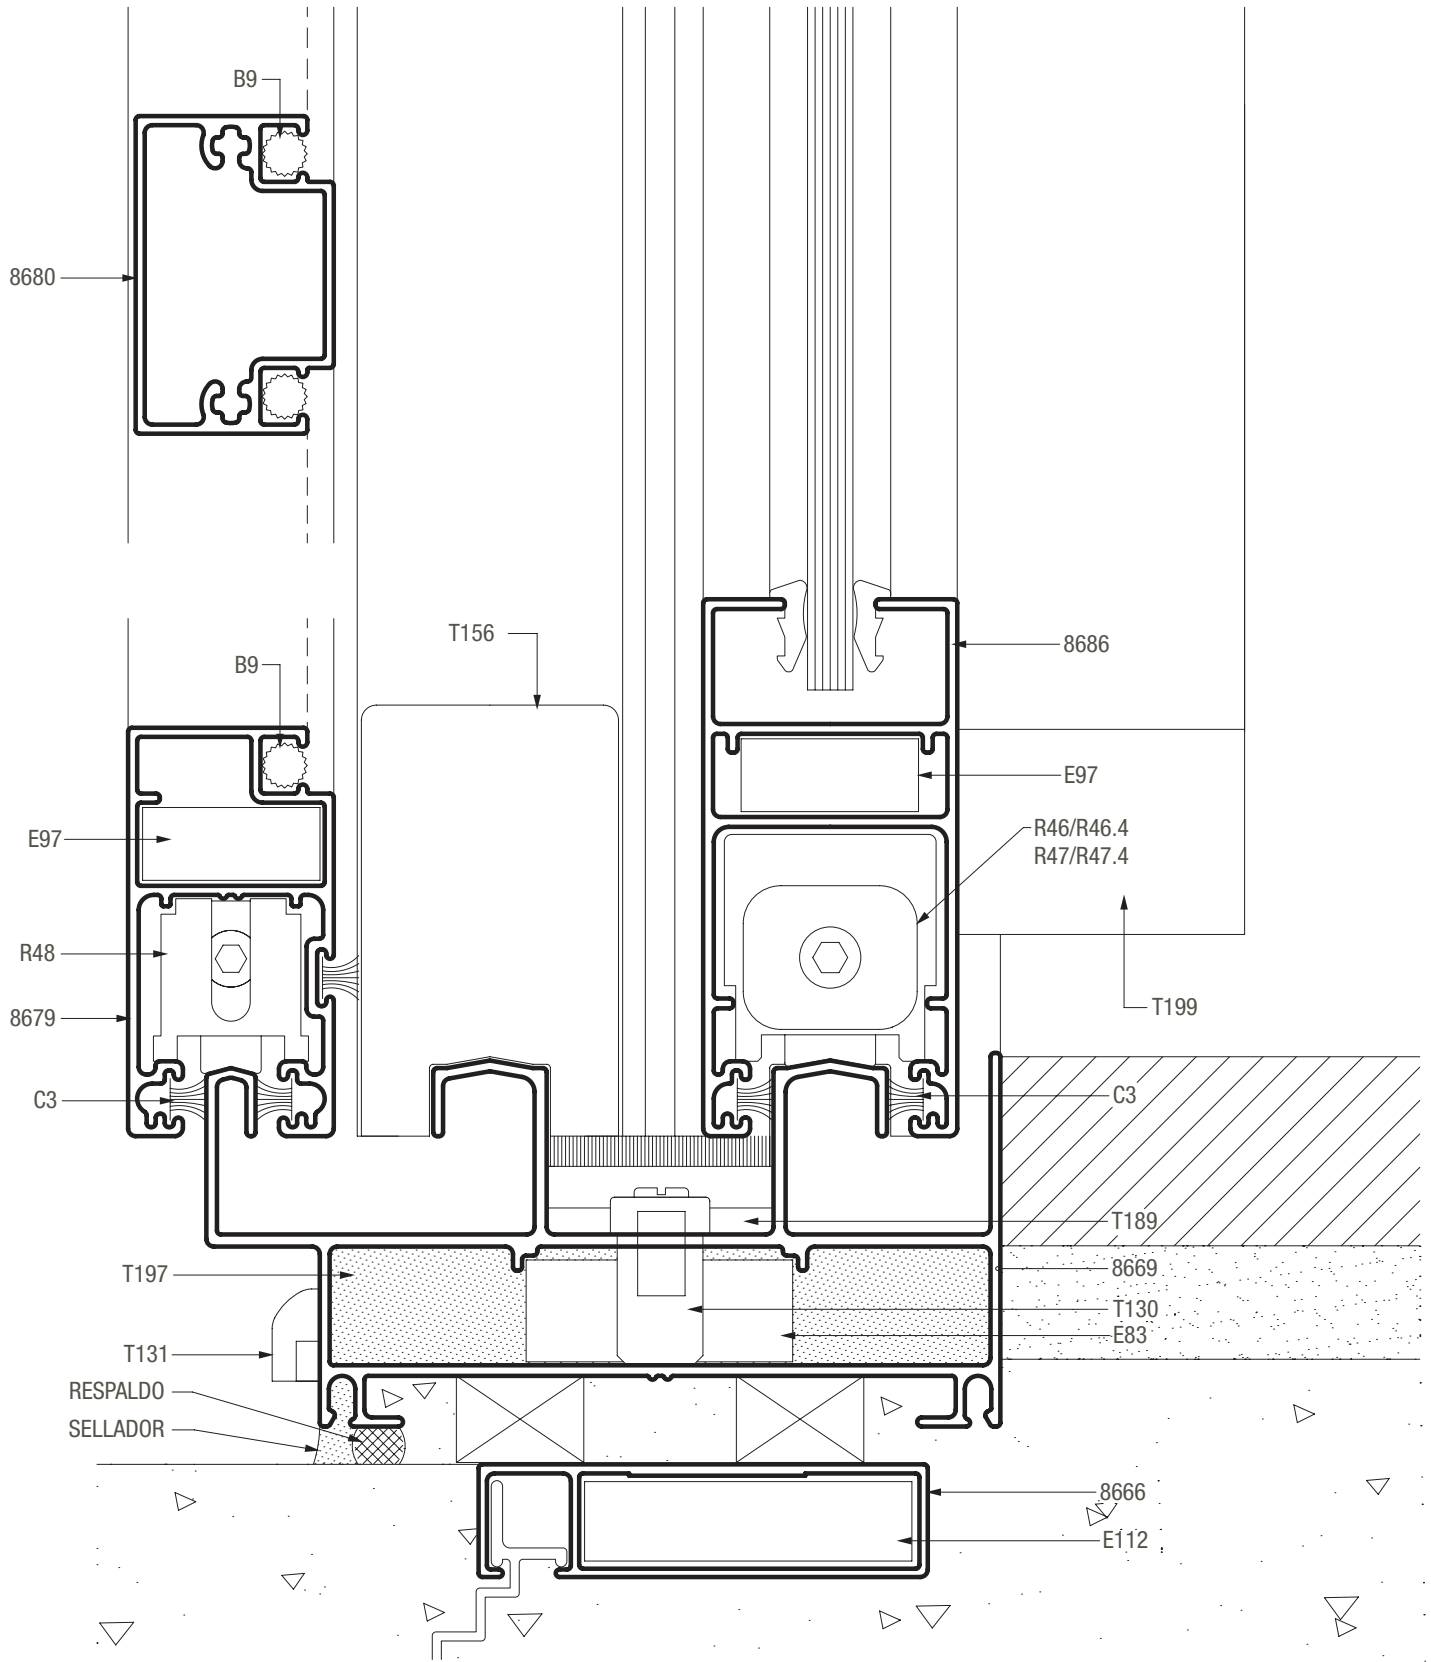 B9
8680
T156
8686
B9
E97
R46/R46.4
R47/R47.4
E97
R48
T199
8679
C3
C3
T189
T197
8669
T130
E83
T131
RESPALDO
SELLADOR
8666
E112